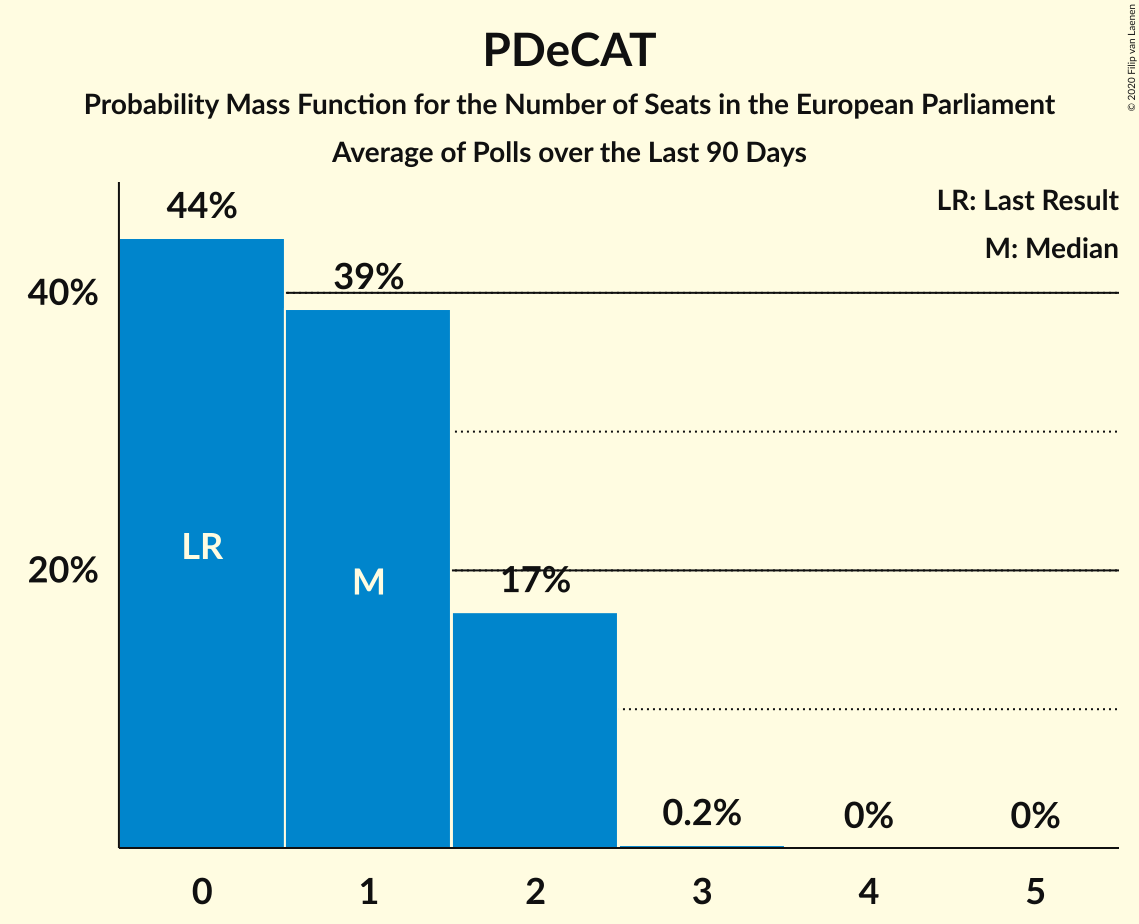 PDeCAT
Probability Mass Function for the Number of Seats in the European Parliament
Average of Polls over the Last 90 Days
© 2020 Filip van Laenen
LR: Last Result
M: Median
44%
39%
40%
LR
M
20%
17%
0.2%
0%
0%
0
1
2
3
4
5